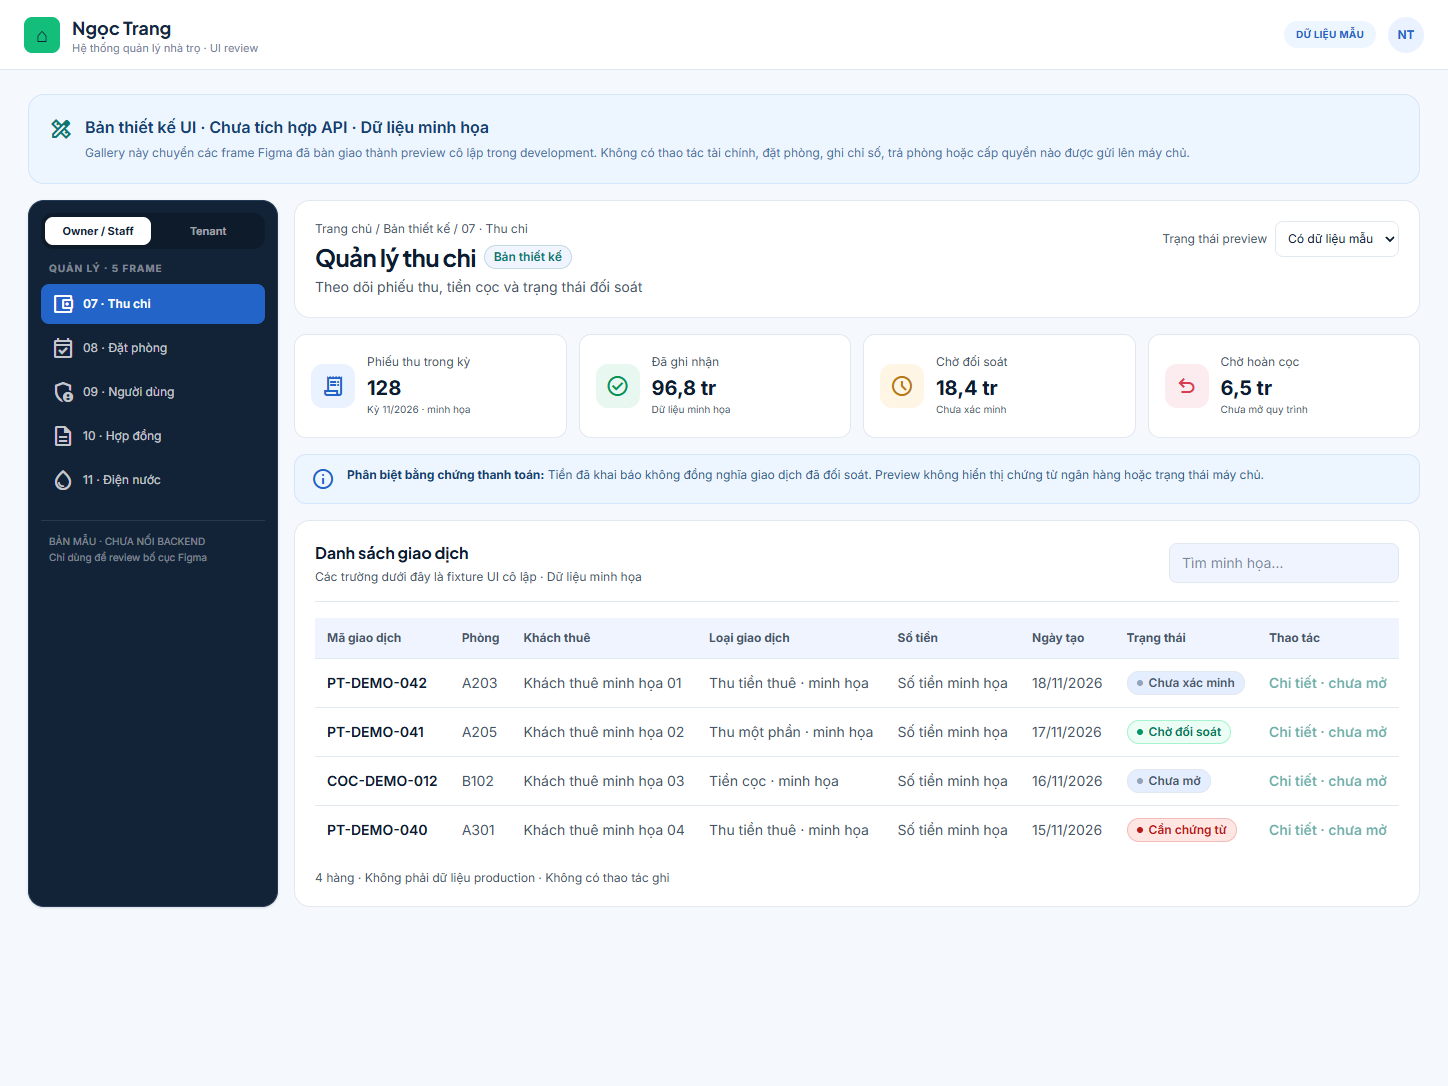 Ngọc Trang
Hệ thống quản lý nhà trọ · UI review
DỮ LIỆU MẪU
NT
Bản thiết kế UI · Chưa tích hợp API · Dữ liệu minh họa
Gallery này chuyển các frame Figma đã bàn giao thành preview cô lập trong development. Không có thao tác tài chính, đặt phòng, ghi chỉ số, trả phòng hoặc cấp quyền nào được gửi lên máy chủ.
Owner / Staff
Tenant
QUẢN LÝ · 5 FRAME
07 · Thu chi
08 · Đặt phòng
09 · Người dùng
10 · Hợp đồng
11 · Điện nước
BẢN MẪU · CHƯA NỐI BACKEND
Chỉ dùng để review bố cục Figma
Trang chủ / Bản thiết kế / 07 · Thu chi
Quản lý thu chi
Bản thiết kế
Theo dõi phiếu thu, tiền cọc và trạng thái đối soát
Trạng thái preview
Có dữ liệu mẫu
Phiếu thu trong kỳ
128
Kỳ 11/2026 · minh họa
Đã ghi nhận
96,8 tr
Dữ liệu minh họa
Chờ đối soát
18,4 tr
Chưa xác minh
Chờ hoàn cọc
6,5 tr
Chưa mở quy trình
Phân biệt bằng chứng thanh toán: Tiền đã khai báo không đồng nghĩa giao dịch đã đối soát. Preview không hiển thị chứng từ ngân hàng hoặc trạng thái máy chủ.
Danh sách giao dịch
Các trường dưới đây là fixture UI cô lập · Dữ liệu minh họa
Tìm minh họa...
Mã giao dịch Phòng Khách thuê Loại giao dịch Số tiền Ngày tạo Trạng thái Thao tác
PT-DEMO-042 A203 Khách thuê minh họa 01 Thu tiền thuê · minh họa Số tiền minh họa 18/11/2026 Chưa xác minh Chi tiết · chưa mở
PT-DEMO-041 A205 Khách thuê minh họa 02 Thu một phần · minh họa Số tiền minh họa 17/11/2026 Chờ đối soát Chi tiết · chưa mở
COC-DEMO-012 B102 Khách thuê minh họa 03 Tiền cọc · minh họa Số tiền minh họa 16/11/2026 Chưa mở Chi tiết · chưa mở
PT-DEMO-040 A301 Khách thuê minh họa 04 Thu tiền thuê · minh họa Số tiền minh họa 15/11/2026 Cần chứng từ Chi tiết · chưa mở
4 hàng · Không phải dữ liệu production · Không có thao tác ghi